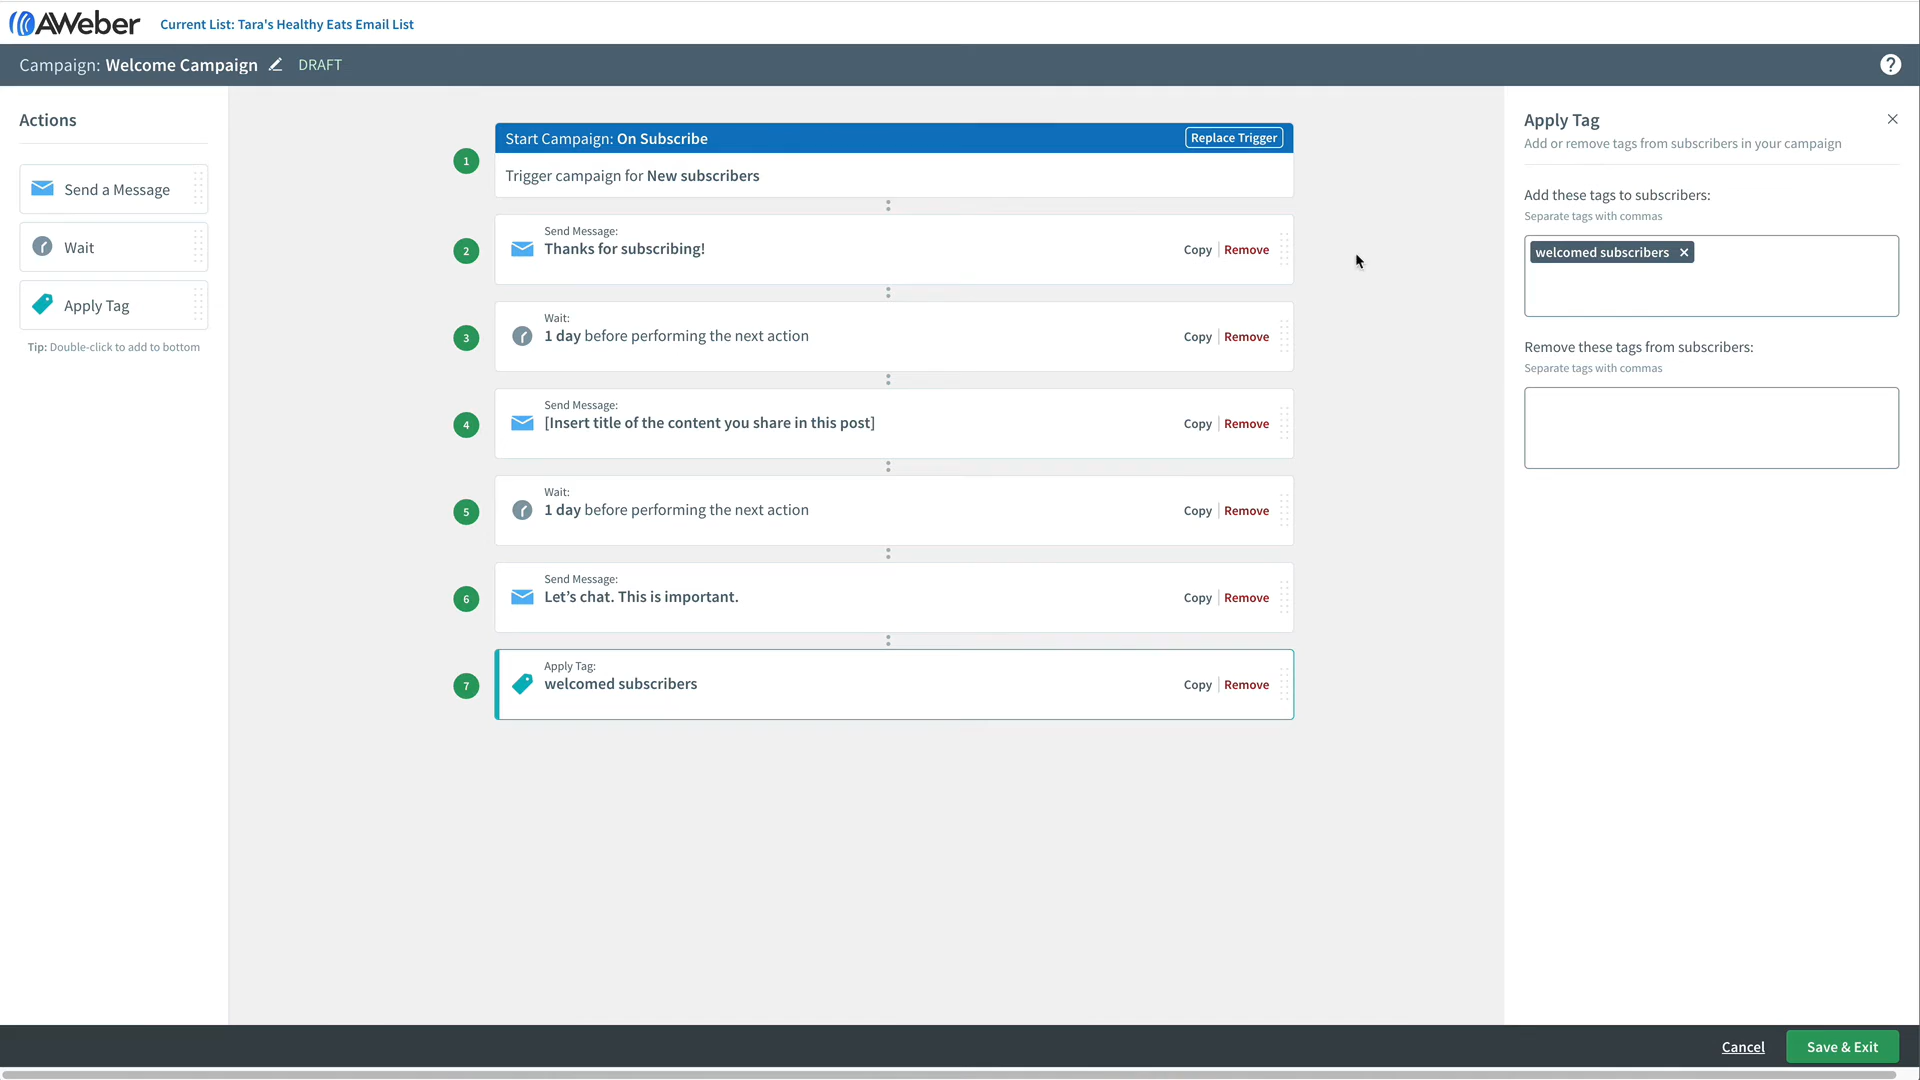 AWeber Current List: Tara's Healthy Eats Email List
Campaign: Welcome Campaign DRAFT ?
Actions
Send a Message
Wait
Apply Tag
Tip: Double-click to add to bottom
1 Start Campaign: On Subscribe Replace Trigger
Trigger campaign for New subscribers
Send Message:
2 Thanks for subscribing! Copy | Remove
Wait:
3 1 day before performing the next action Copy | Remove
Send Message:
4 [Insert title of the content you share in this post] Copy | Remove
Wait:
5 1 day before performing the next action Copy | Remove
Send Message:
6 Let’s chat. This is important. Copy | Remove
Apply Tag:
7 welcomed subscribers Copy | Remove
Apply Tag
Add or remove tags from subscribers in your campaign
Add these tags to subscribers:
Separate tags with commas
welcomed subscribers
Remove these tags from subscribers:
Separate tags with commas
Cancel Save & Exit